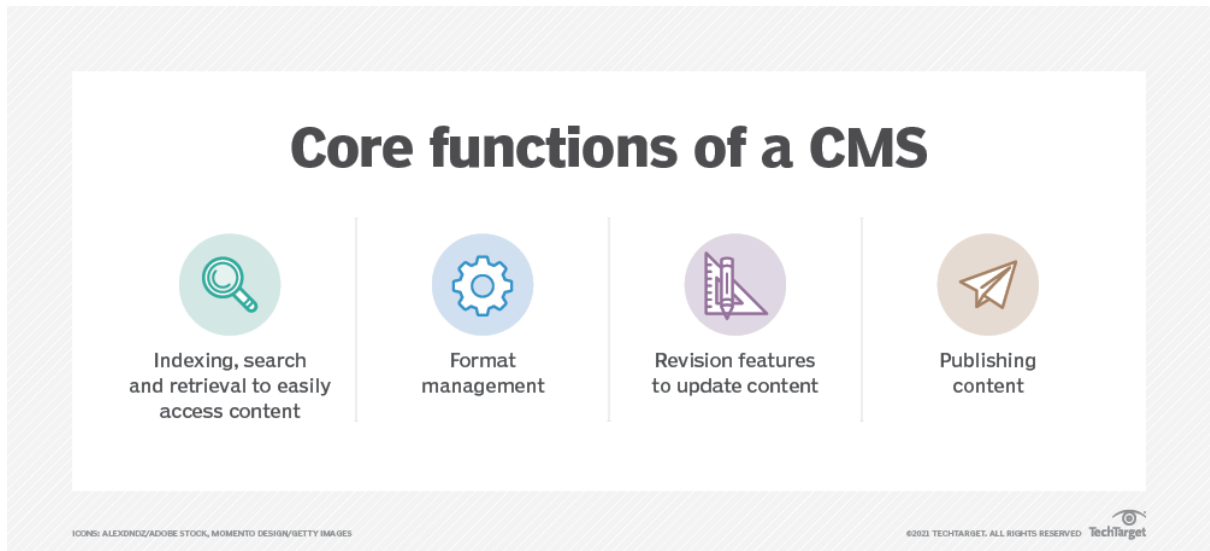 Core functions of a CMS
Indexing, search
and retrieval to easily
access content
Format
management
Revision features
to update content
Publishing
content
ICONS: ALEXDNDZ/ADOBE STOCK, MOMENTO DESIGN/GETTY IMAGES
©2021 TECHTARGET. ALL RIGHTS RESERVED TechTarget